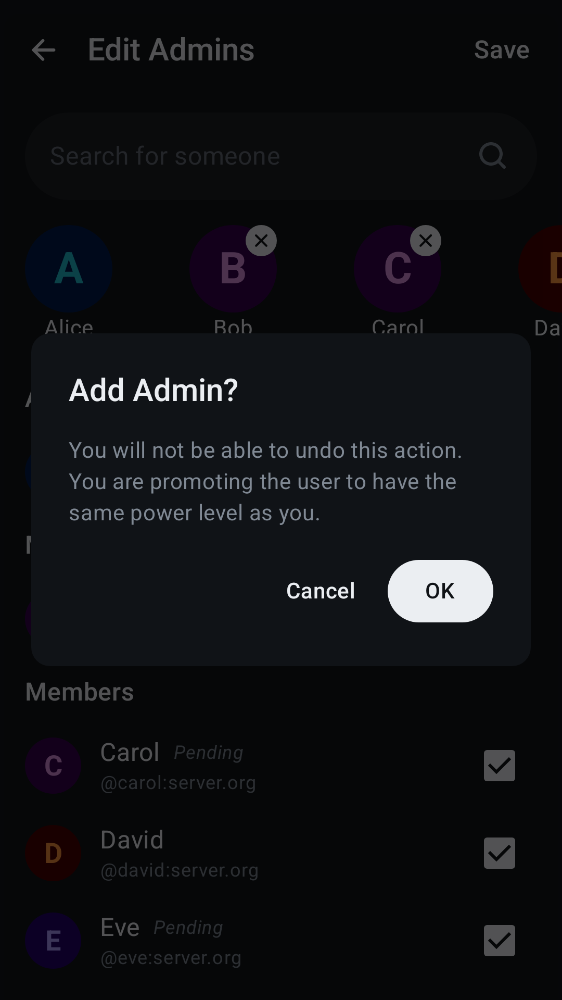 Edit Admins
Save
Search for someone
A
B
C
D
Alice
Bob
Carol
Da
Add Admin?
You will not be able to undo this action.
You are promoting the user to have the
same power level as you.
Cancel
OK
Members
C
Carol Pending
@carol:server.org
D
David
@david:server.org
E
Eve Pending
@eve:server.org